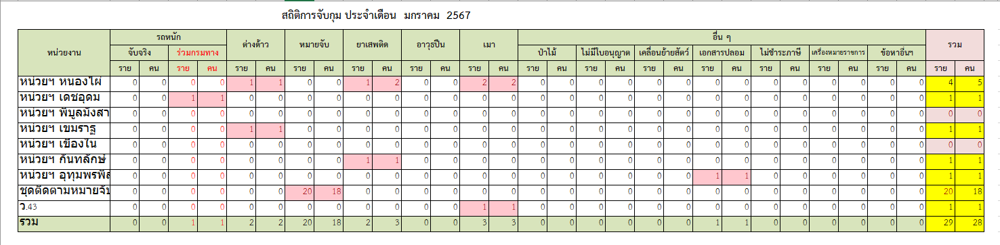 สถิติการจับกุม ประจำเดือน มกราคม 2567
หน่วยงาน รถหนัก ต่างด้าว หมายจับ ยาเสพติด อาวุธปืน เมา อื่น ๆ รวม
จับจริง ร่วมกรมทาง ป่าไม้ ไม่มีใบอนุญาต เคลื่อนย้ายสัตว์ เอกสารปลอม ไม่ชำระภาษี เครื่องหมายราชการ ข้อหาอื่นฯ
ราย คน ราย คน ราย คน ราย คน ราย คน ราย คน ราย คน ราย คน ราย คน ราย คน ราย คน ราย คน ราย คน ราย คน ราย คน
หน่วยฯ หนองไผ่ 0 0 0 0 1 1 0 0 1 2 0 0 2 2 0 0 0 0 0 0 0 0 0 0 0 0 0 0 4 5
หน่วยฯ เดชอุดม 0 0 1 1 0 0 0 0 0 0 0 0 0 0 0 0 0 0 0 0 0 0 0 0 0 0 0 0 1 1
หน่วยฯ พิบูลมังสา 0 0 0 0 0 0 0 0 0 0 0 0 0 0 0 0 0 0 0 0 0 0 0 0 0 0 0 0 0 0
หน่วยฯ เขมราฐ 0 0 0 0 1 1 0 0 0 0 0 0 0 0 0 0 0 0 0 0 0 0 0 0 0 0 0 0 1 1
หน่วยฯ เขื่องใน 0 0 0 0 0 0 0 0 0 0 0 0 0 0 0 0 0 0 0 0 0 0 0 0 0 0 0 0 0 0
หน่วยฯ กันทลักษ์ 0 0 0 0 0 0 0 0 1 1 0 0 0 0 0 0 0 0 0 0 0 0 0 0 0 0 0 0 1 1
หน่วยฯ อุทุมพรพิส 0 0 0 0 0 0 0 0 0 0 0 0 0 0 0 0 0 0 0 0 1 1 0 0 0 0 0 0 1 1
ชุดติดตามหมายจับ 0 0 0 0 0 0 20 18 0 0 0 0 0 0 0 0 0 0 0 0 0 0 0 0 0 0 0 0 20 18
ว.43 0 0 0 0 0 0 0 0 0 0 0 0 1 1 0 0 0 0 0 0 0 0 0 0 0 0 0 0 1 1
รวม 0 0 1 1 2 2 20 18 2 3 0 0 3 3 0 0 0 0 0 0 1 1 0 0 0 0 0 0 29 28